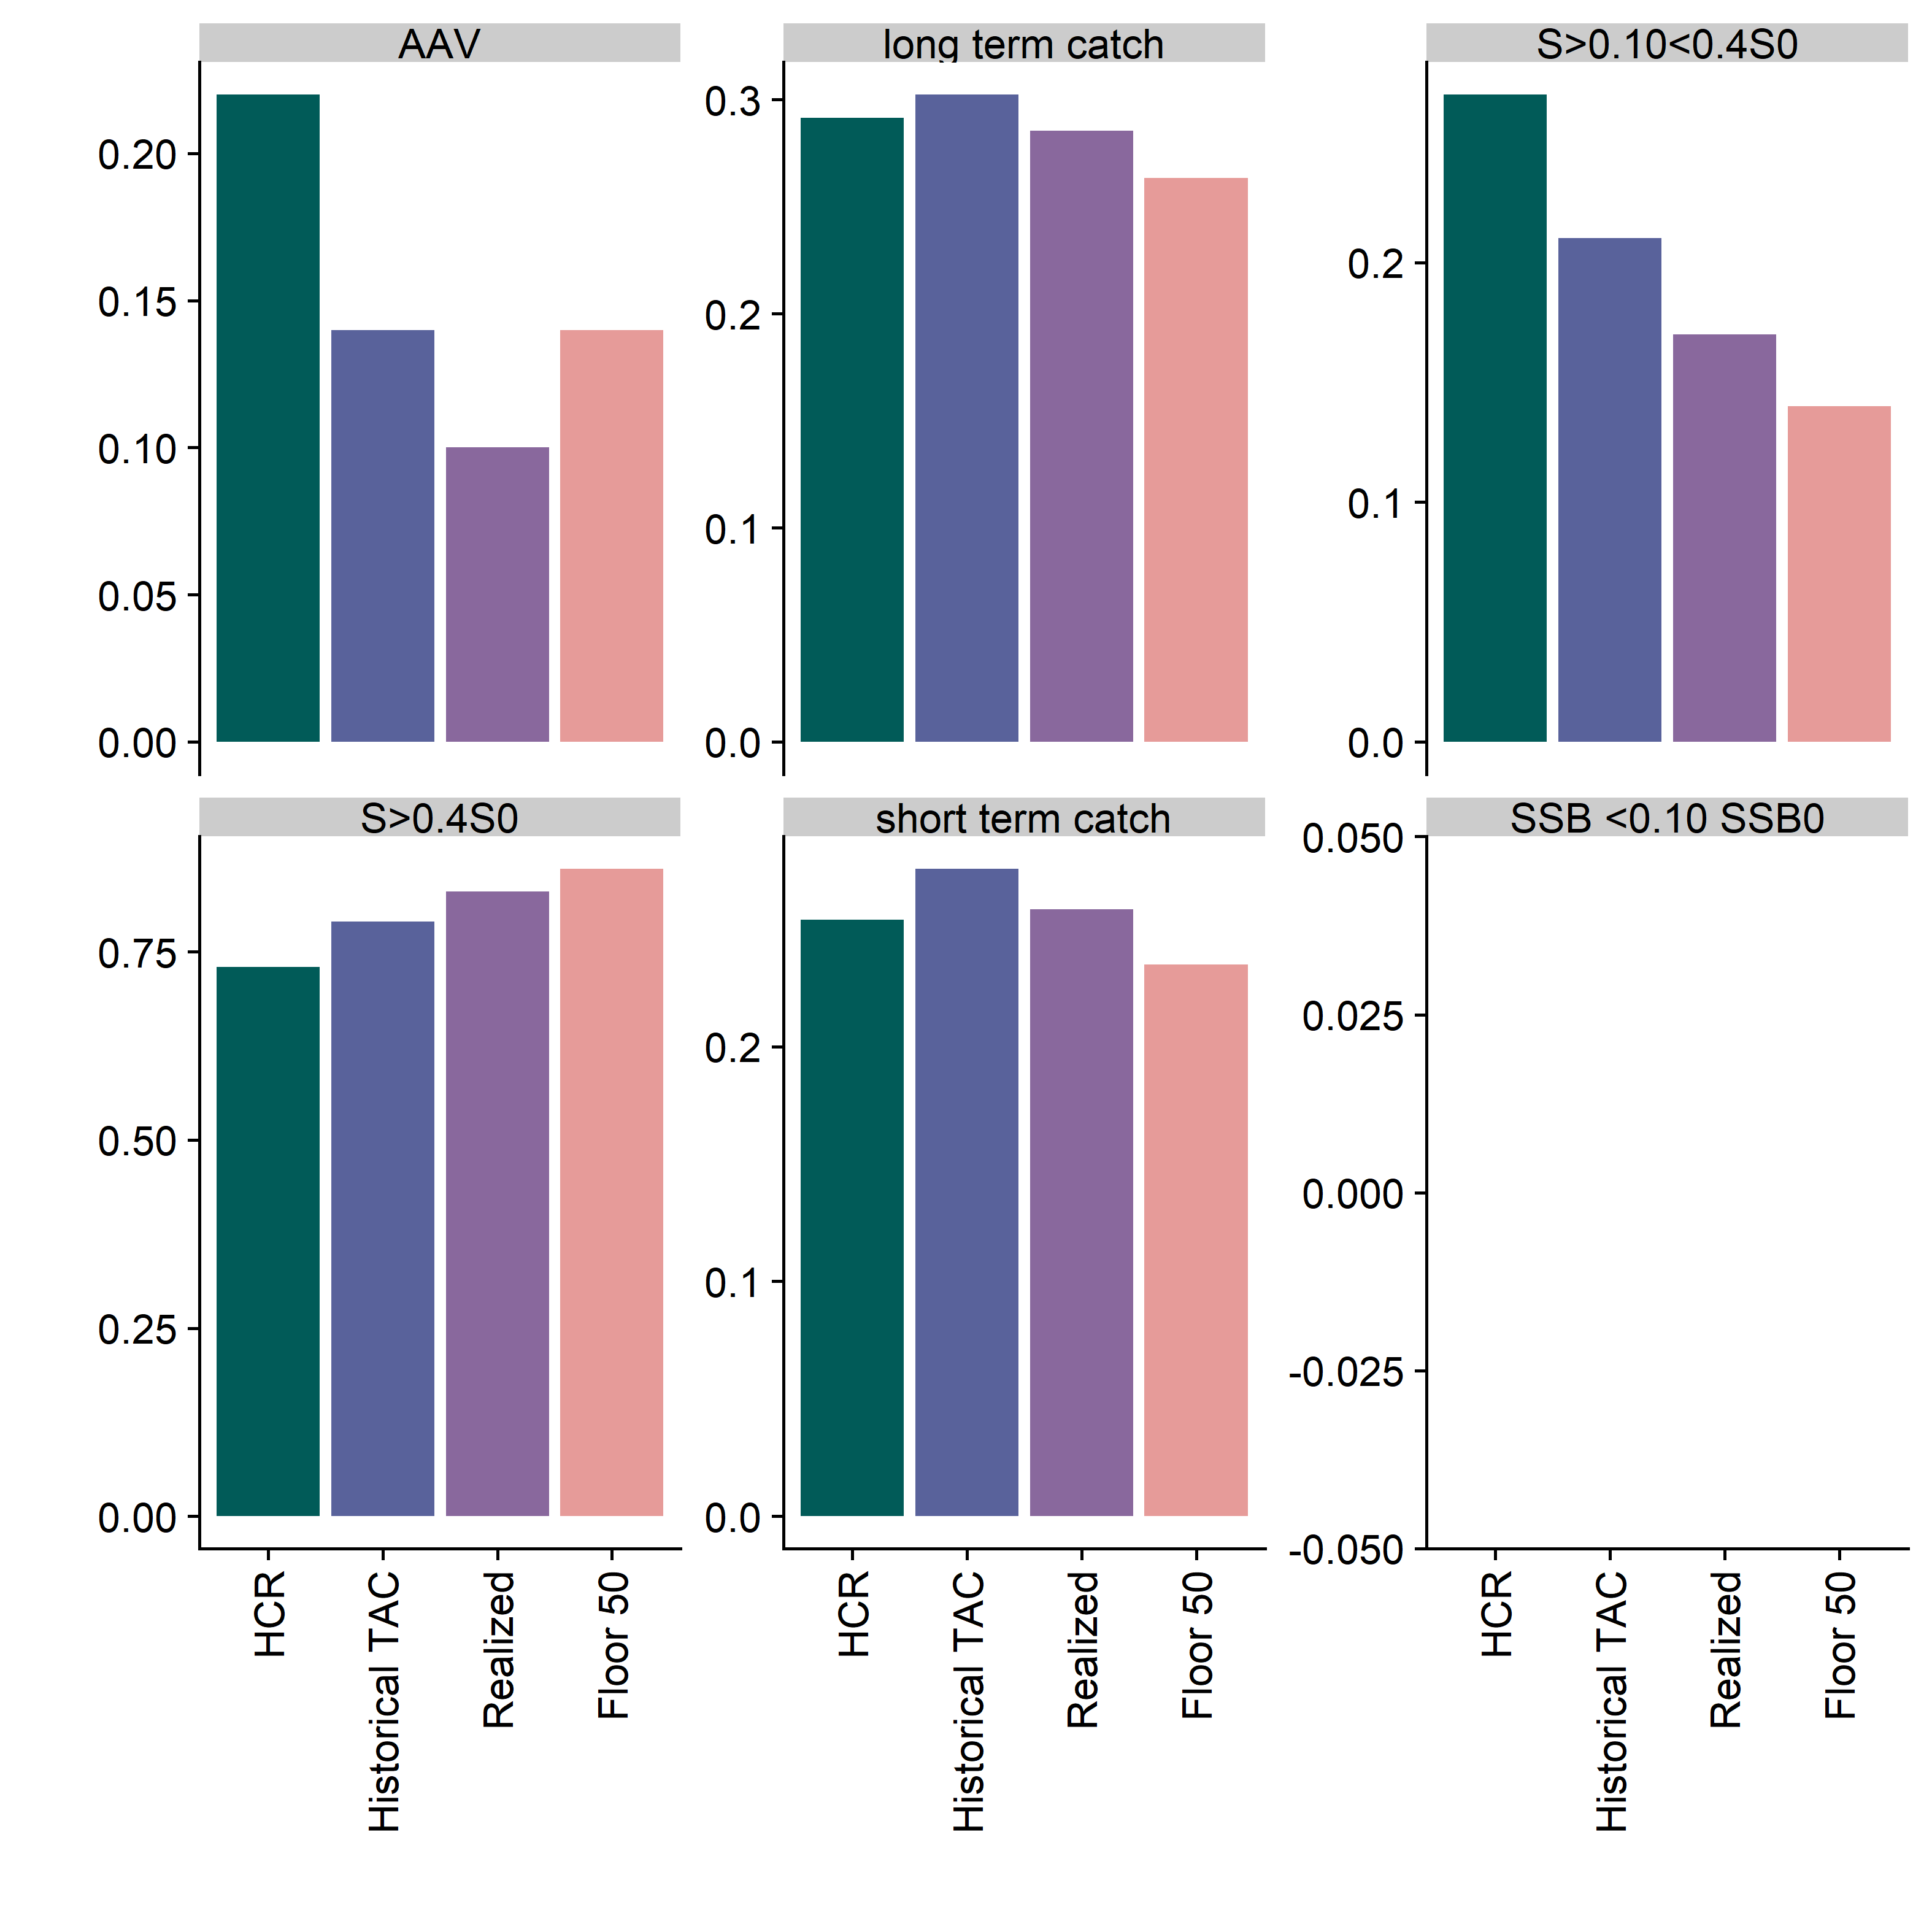 AAV
long term catch
S>0.10<0.4S0
0.20
0.15
0.10
0.05
0.00
0.3
0.2
0.1
0.0
0.2
0.1
0.0
S>0.4S0
short term catch
SSB <0.10 SSB0
0.75
0.50
0.25
0.00
0.2
0.1
0.0
0.050
0.025
0.000
-0.025
-0.050
HCR
Historical TAC
Realized
Floor 50
HCR
Historical TAC
Realized
Floor 50
HCR
Historical TAC
Realized
Floor 50